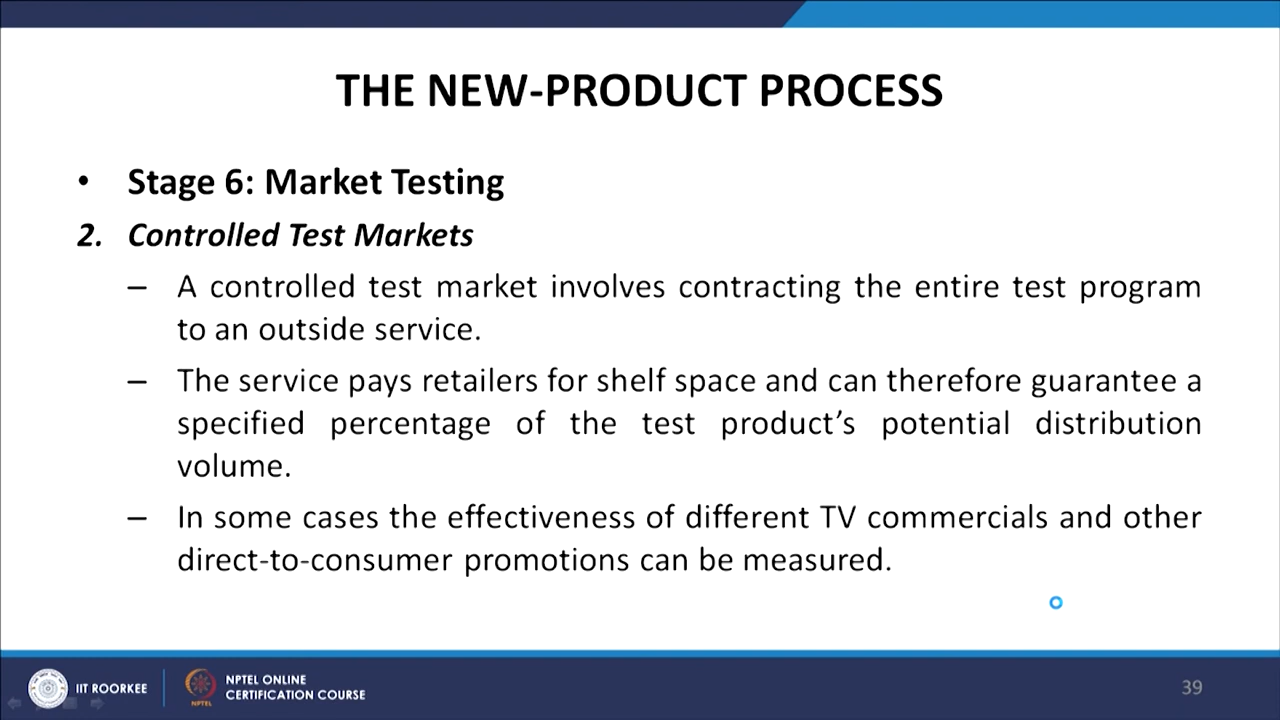 THE NEW-PRODUCT PROCESS
• Stage 6: Market Testing
2. Controlled Test Markets
– A controlled test market involves contracting the entire test program
to an outside service.
– The service pays retailers for shelf space and can therefore guarantee a
specified percentage of the test product’s potential distribution
volume.
– In some cases the effectiveness of different TV commercials and other
direct-to-consumer promotions can be measured.
IIT ROORKEE
NPTEL
NPTEL ONLINE
CERTIFICATION COURSE
39